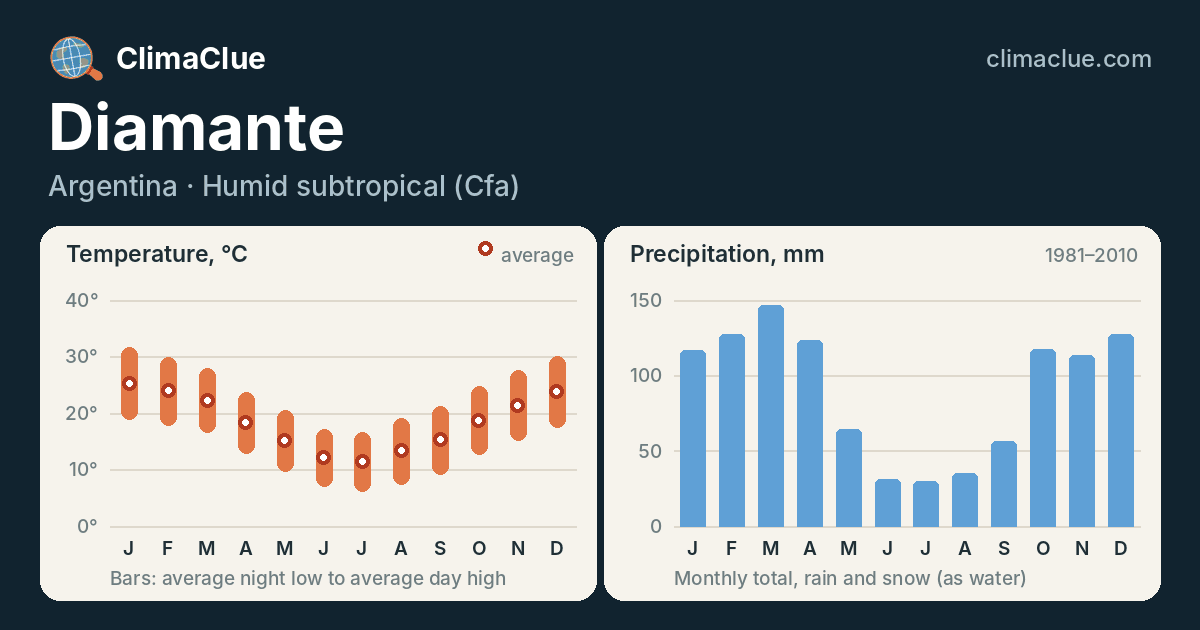 ClimaClue
climaclue.com
Diamante
Argentina · Humid subtropical (Cfa)
Temperature, °C
average
40°
30°
20°
10°
0°
J F M A M J J A S O N D
Bars: average night low to average day high
Precipitation, mm
1981–2010
150
100
50
0
J F M A M J J A S O N D
Monthly total, rain and snow (as water)